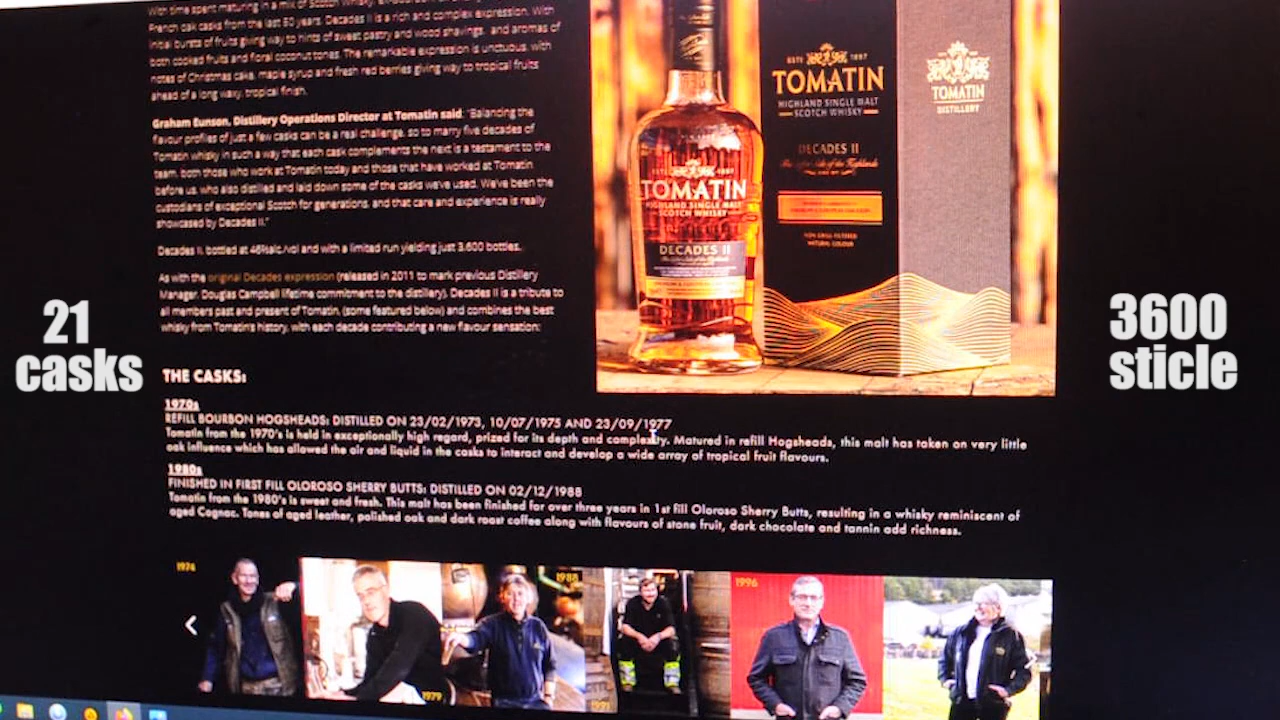 With time spent maturing in a mix of Scotch whisky,
French oak casks from the last 50 years. Decades II is a rich and complex expression. With
initial bursts of fruits giving way to hints of sweet pastry and wood shavings, and aromas of
both cooked fruits and floral coconut tones. The remarkable expression is unctuous, with
notes of Christmas cake, maple syrup and fresh red berries giving way to tropical fruits
ahead of a long waxy, tropical finish.
Graham Eunson, Distillery Operations Director at Tomatin said: "Balancing the
flavour profiles of just a few casks can be a real challenge, so to marry five decades of
Tomatin whisky in such a way that each cask complements the next is a testament to the
team, both those who work at Tomatin today and those that have worked at Tomatin
before us, who also distilled and laid down some of the casks we've used. We've been the
custodians of exceptional Scotch for generations, and that care and experience is really
showcased by Decades II."
Decades II, bottled at 46%alc./vol and with a limited run yielding just 3,600 bottles.
As with the original Decades expression (released in 2011 to mark previous Distillery
Manager, Douglas Campbell lifetime commitment to the distillery), Decades II is a tribute to
all members past and present of Tomatin, (some featured below) and combines the best
whisky from Tomatin's history, with each decade contributing a new flavour sensation:
ESTD 1897
TOMATIN
HIGHLAND SINGLE MALT
SCOTCH WHISKY
DECADES II
NON CHILL FILTERED
NATURAL COLOUR
TOMATIN
DISTILLERY
TOMATIN
HIGHLAND SINGLE MALT
SCOTCH WHISKY
DECADES II
21
casks
3600
sticle
THE CASKS:
1970s
REFILL BOURBON HOGSHEADS: DISTILLED ON 23/02/1973, 10/07/1975 AND 23/09/1977
Tomatin from the 1970's is held in exceptionally high regard, prized for its depth and complexity. Matured in refill Hogsheads, this malt has taken on very little
oak influence which has allowed the air and liquid in the casks to interact and develop a wide array of tropical fruit flavours.
1980s
FINISHED IN FIRST FILL OLOROSO SHERRY BUTTS: DISTILLED ON 02/12/1988
Tomatin from the 1980's is sweet and fresh. This malt has been finished for over three years in 1st fill Oloroso Sherry Butts, resulting in a whisky reminiscent of
aged Cognac. Tones of aged leather, polished oak and dark roast coffee along with flavours of stone fruit, dark chocolate and tannin add richness.
1974
1979
1988
1991
1996